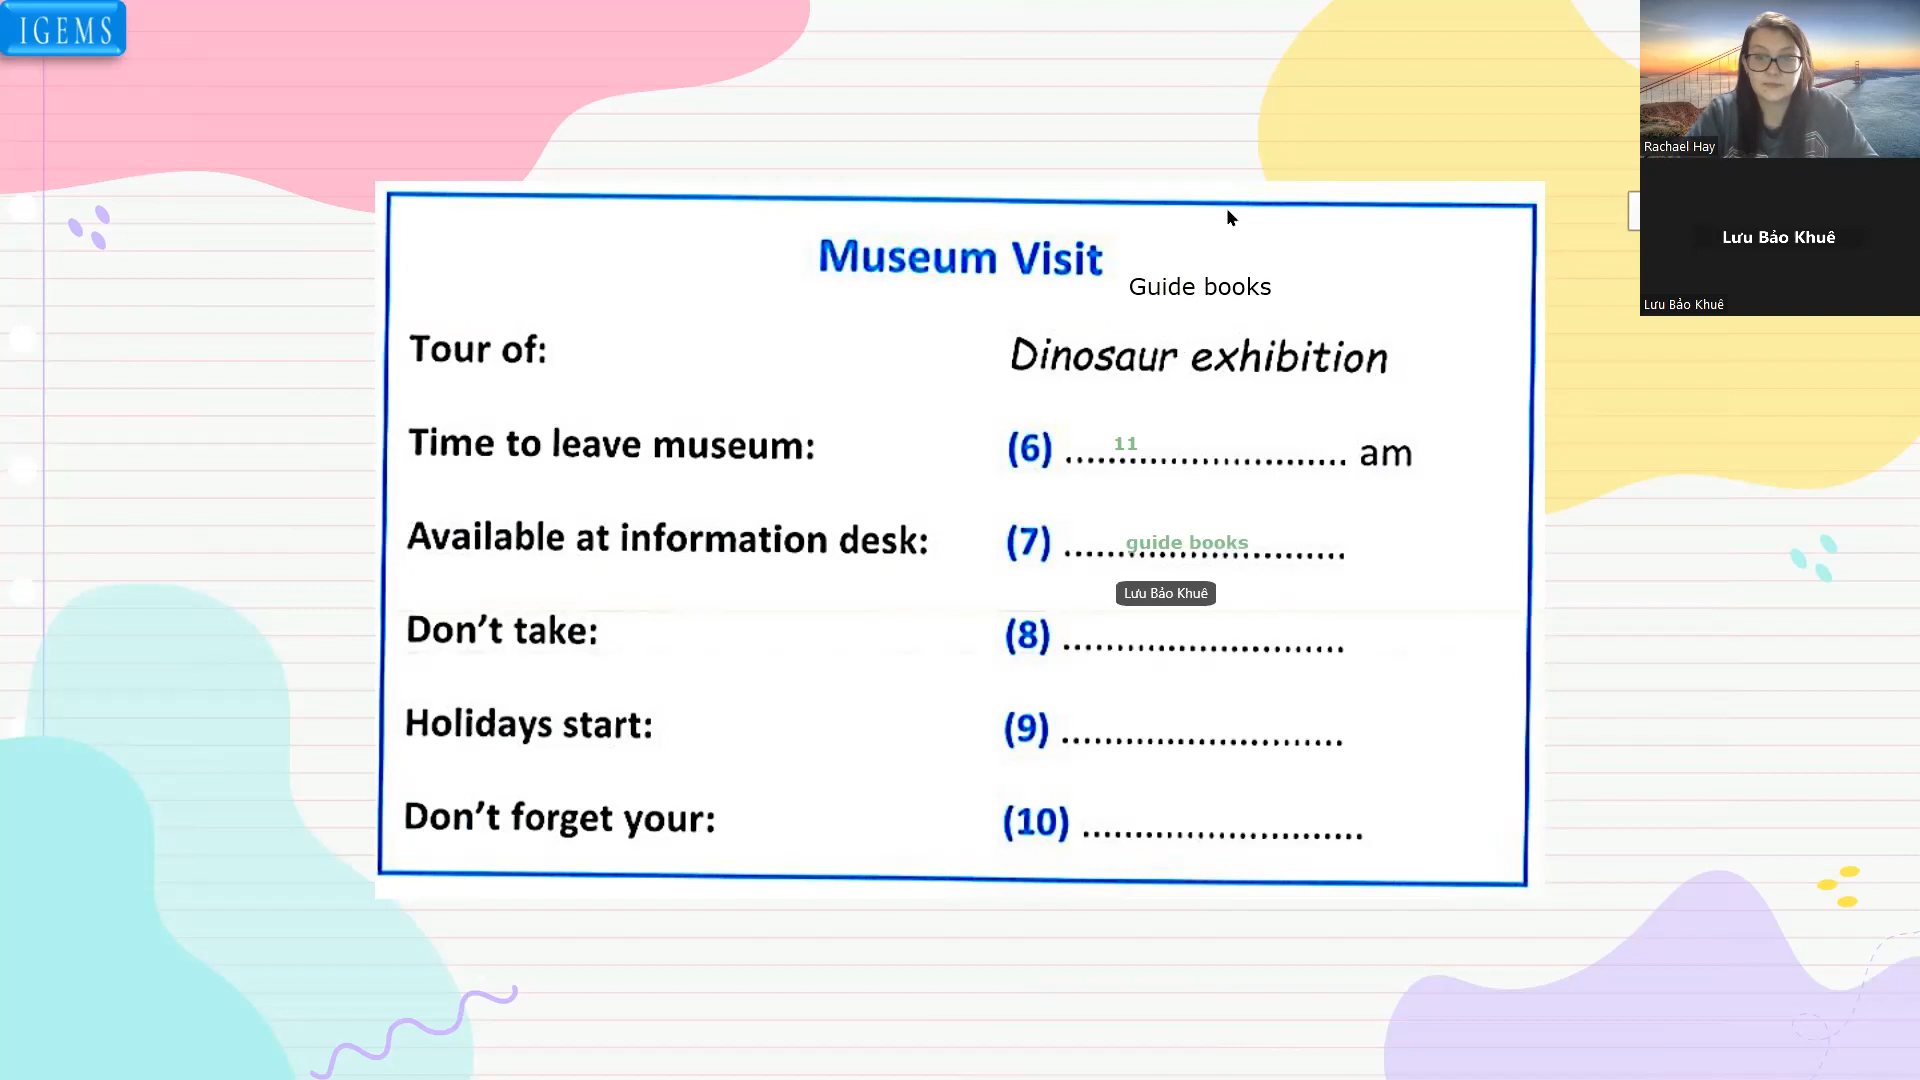 IGEMS
Rachael Hay
Lưu Bảo Khuê
Lưu Bảo Khuê
Museum Visit
Guide books
Tour of: Dinosaur exhibition
Time to leave museum: (6) ........................... am
11
Available at information desk: (7) ...........................
guide books
Lưu Bảo Khuê
Don't take: (8) ...........................
Holidays start: (9) ...........................
Don't forget your: (10) ...........................